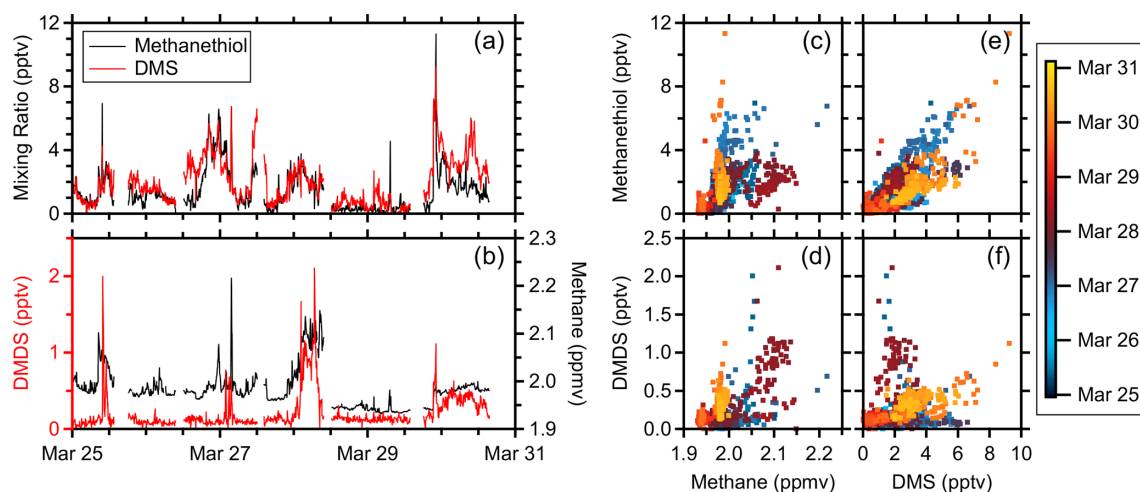 12
8
4
0
Mixing Ratio (pptv)
Methanethiol
DMS
(a)
2
1
0
DMDS (pptv)
(b)
2.3
2.2
2.1
2.0
1.9
Methane (ppmv)
Mar 25
Mar 27
Mar 29
Mar 31
12
8
4
0
Methanethiol (pptv)
(c)
(e)
2.5
2.0
1.5
1.0
0.5
0.0
DMDS (pptv)
(d)
(f)
1.9
2.0
2.1
2.2
Methane (ppmv)
0
2
4
6
8
10
DMS (pptv)
Mar 31
Mar 30
Mar 29
Mar 28
Mar 27
Mar 26
Mar 25